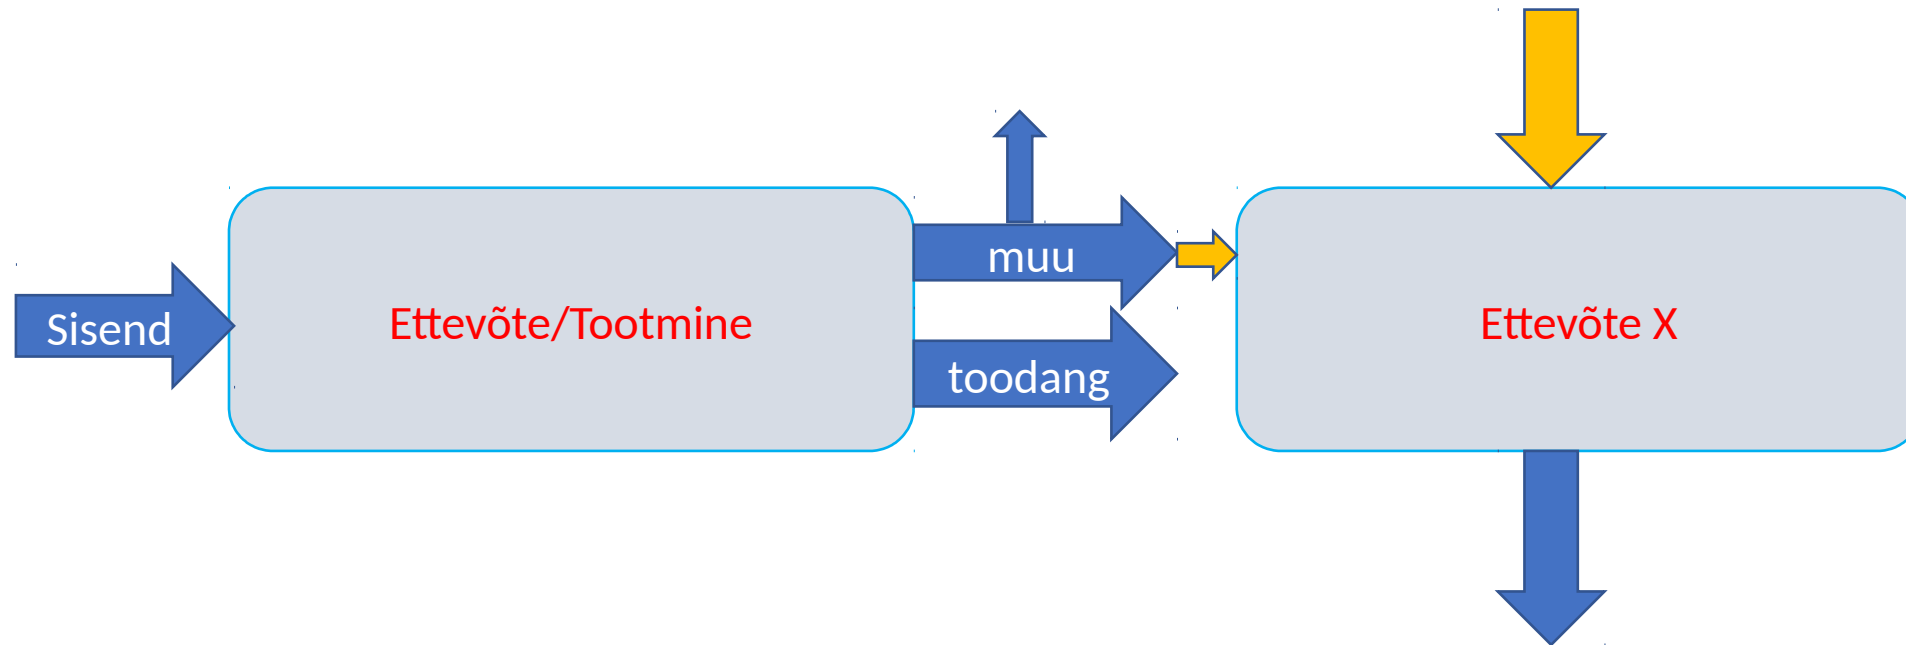 Sisend
Ettevõte/Tootmine
muu
toodang
Ettevõte X